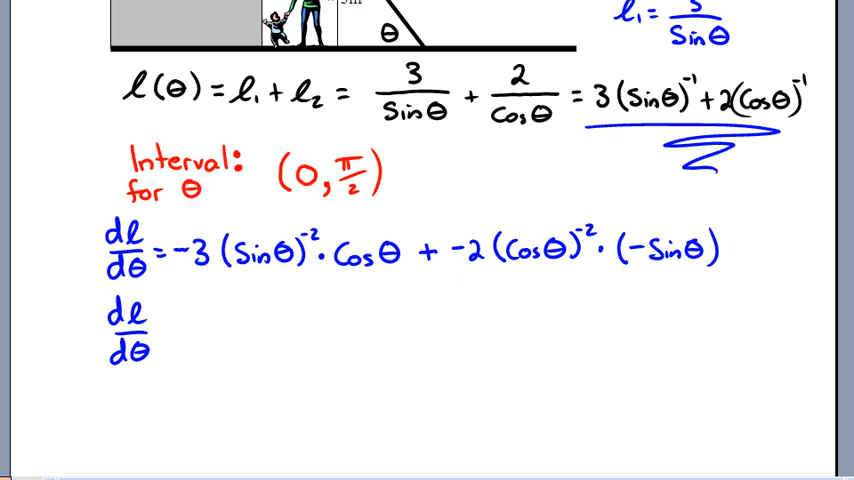 3m
θ
l₁ = 3/Sinθ
l(θ) = l₁ + l₂ = 3/Sinθ + 2/Cosθ = 3(Sinθ)⁻¹ + 2(Cosθ)⁻¹
Interval: for θ (0, π/2)
dl/dθ = -3(Sinθ)⁻² · Cosθ + -2(Cosθ)⁻² · (-Sinθ)
dl/dθ